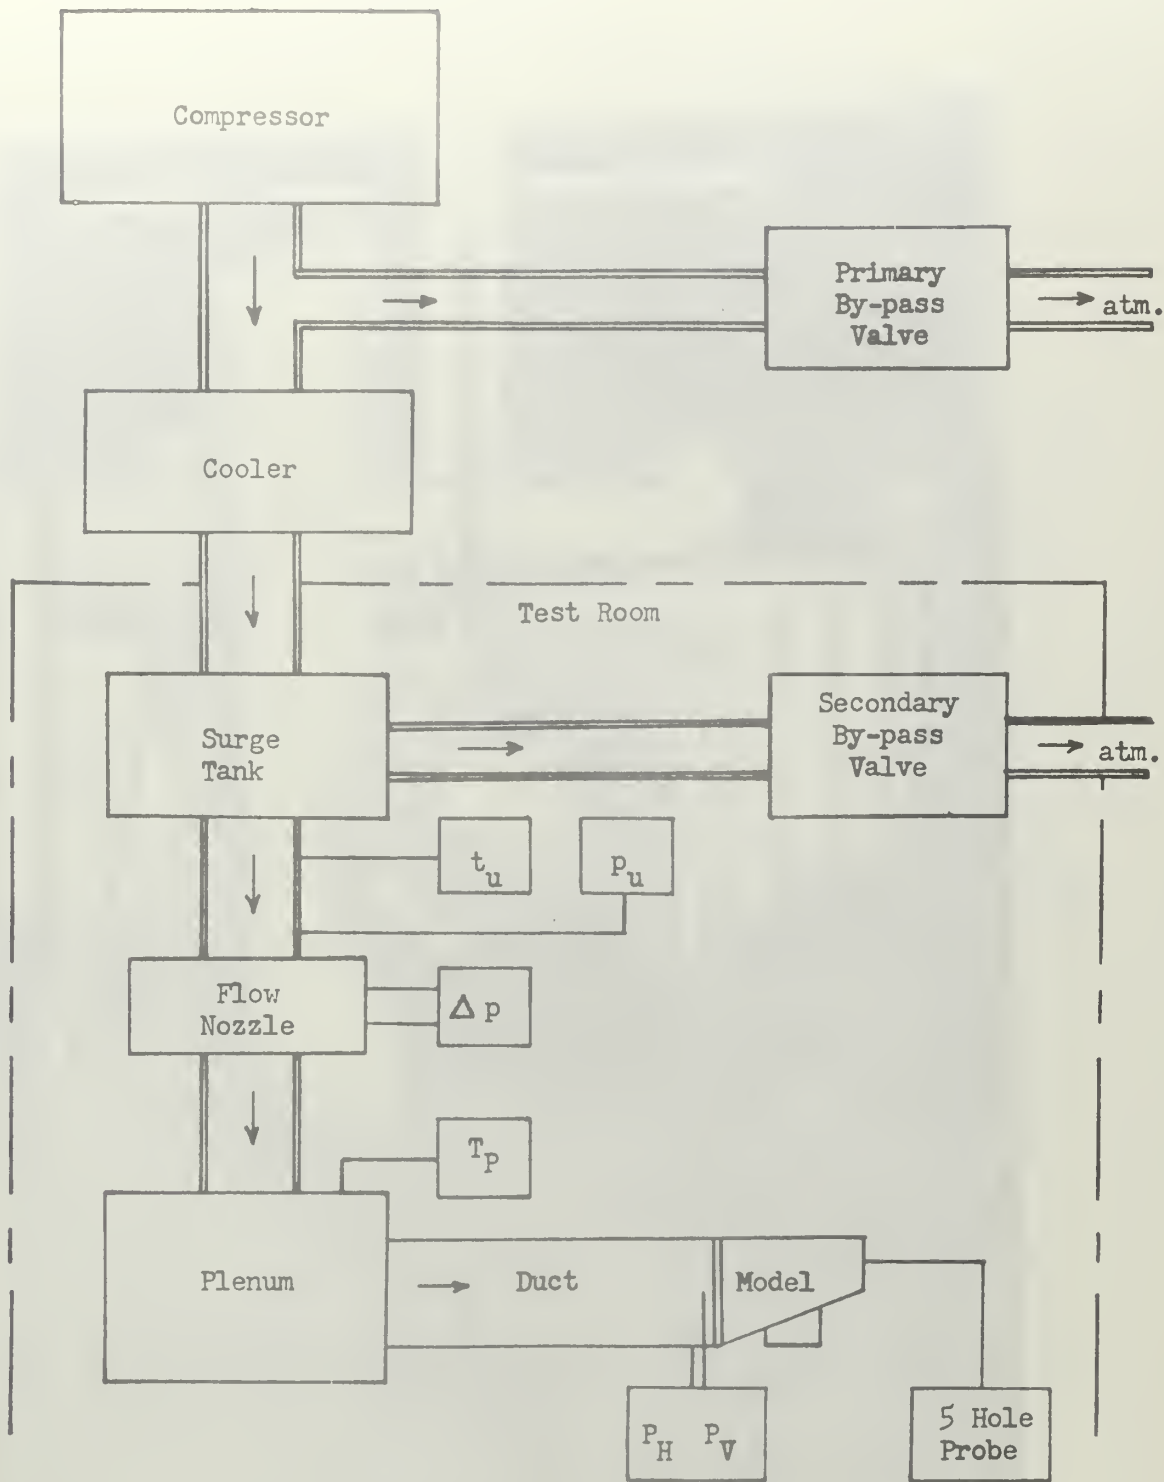 Compressor
Primary
By-pass
Valve
atm.
Cooler
Test Room
Surge
Tank
Secondary
By-pass
Valve
atm.
t_u
p_u
Flow
Nozzle
Δ p
T_P
Plenum
Duct
Model
P_H P_V
5 Hole
Probe